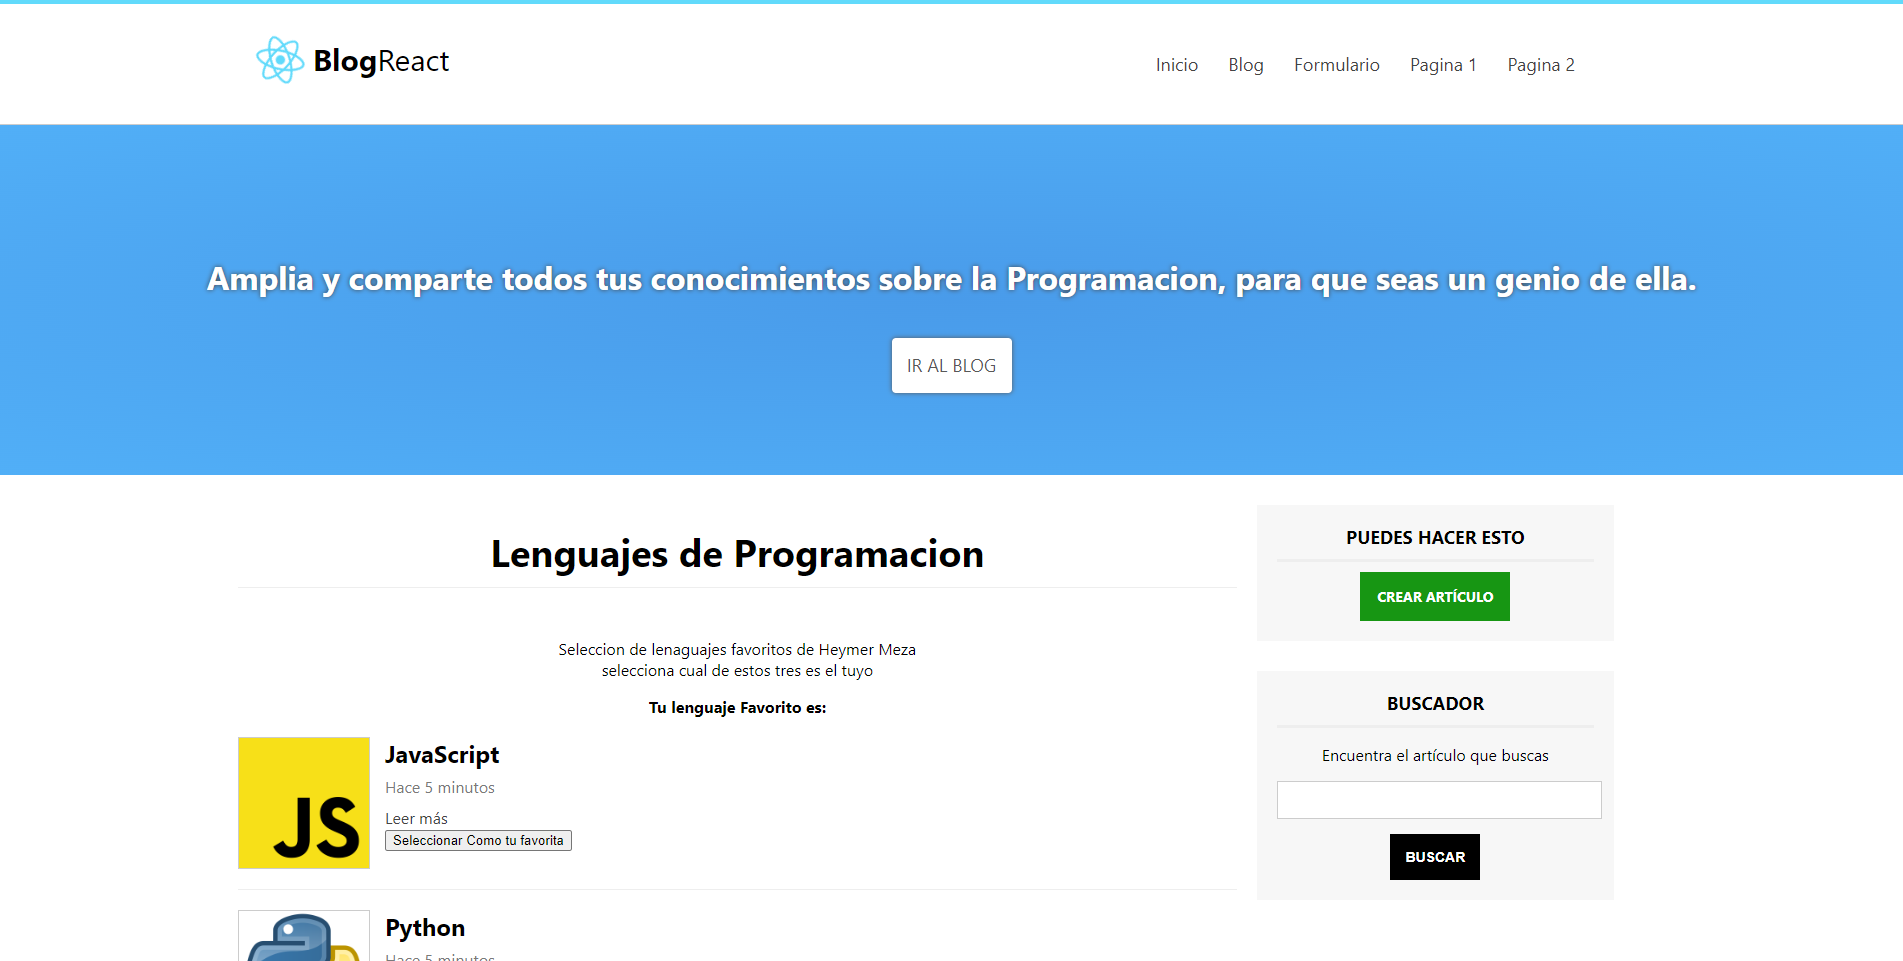 BlogReact
Inicio Blog Formulario Pagina 1 Pagina 2
Amplia y comparte todos tus conocimientos sobre la Programacion, para que seas un genio de ella.
IR AL BLOG
Lenguajes de Programacion
Seleccion de lenaguajes favoritos de Heymer Meza
selecciona cual de estos tres es el tuyo
Tu lenguaje Favorito es:
JS
JavaScript
Hace 5 minutos
Leer más
Seleccionar Como tu favorita
Python
Hace 5 minutos
PUEDES HACER ESTO
CREAR ARTÍCULO
BUSCADOR
Encuentra el artículo que buscas
BUSCAR